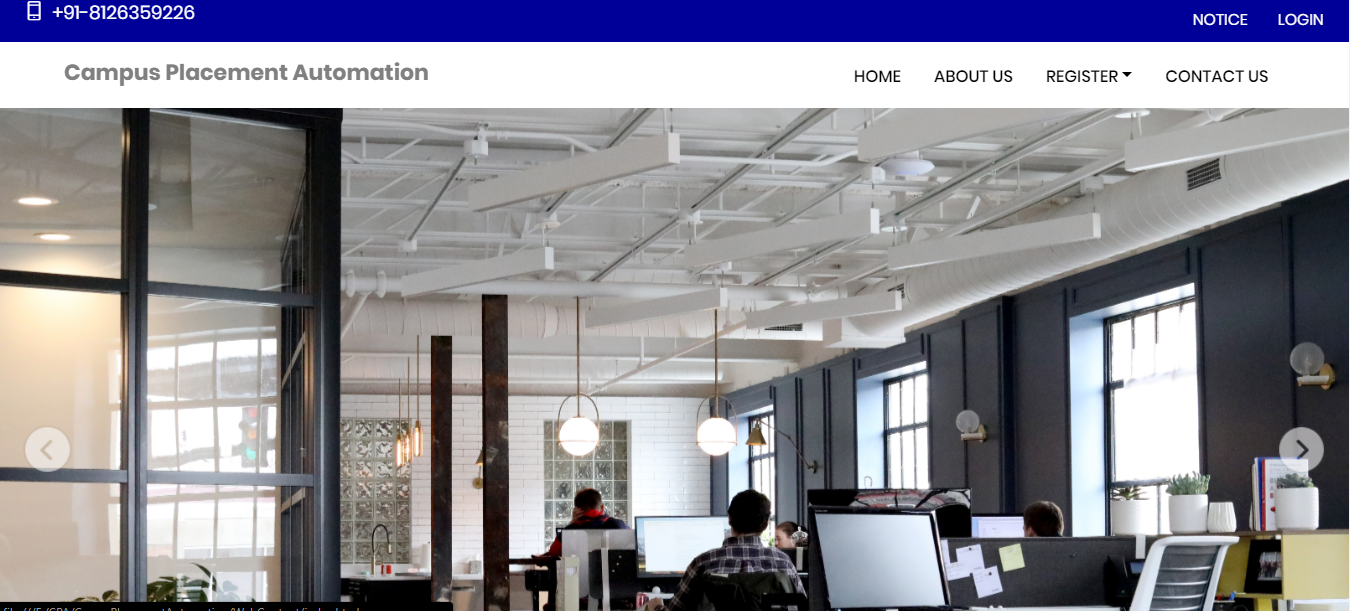 +91-8126359226
NOTICE LOGIN
Campus Placement Automation
HOME ABOUT US REGISTER CONTACT US